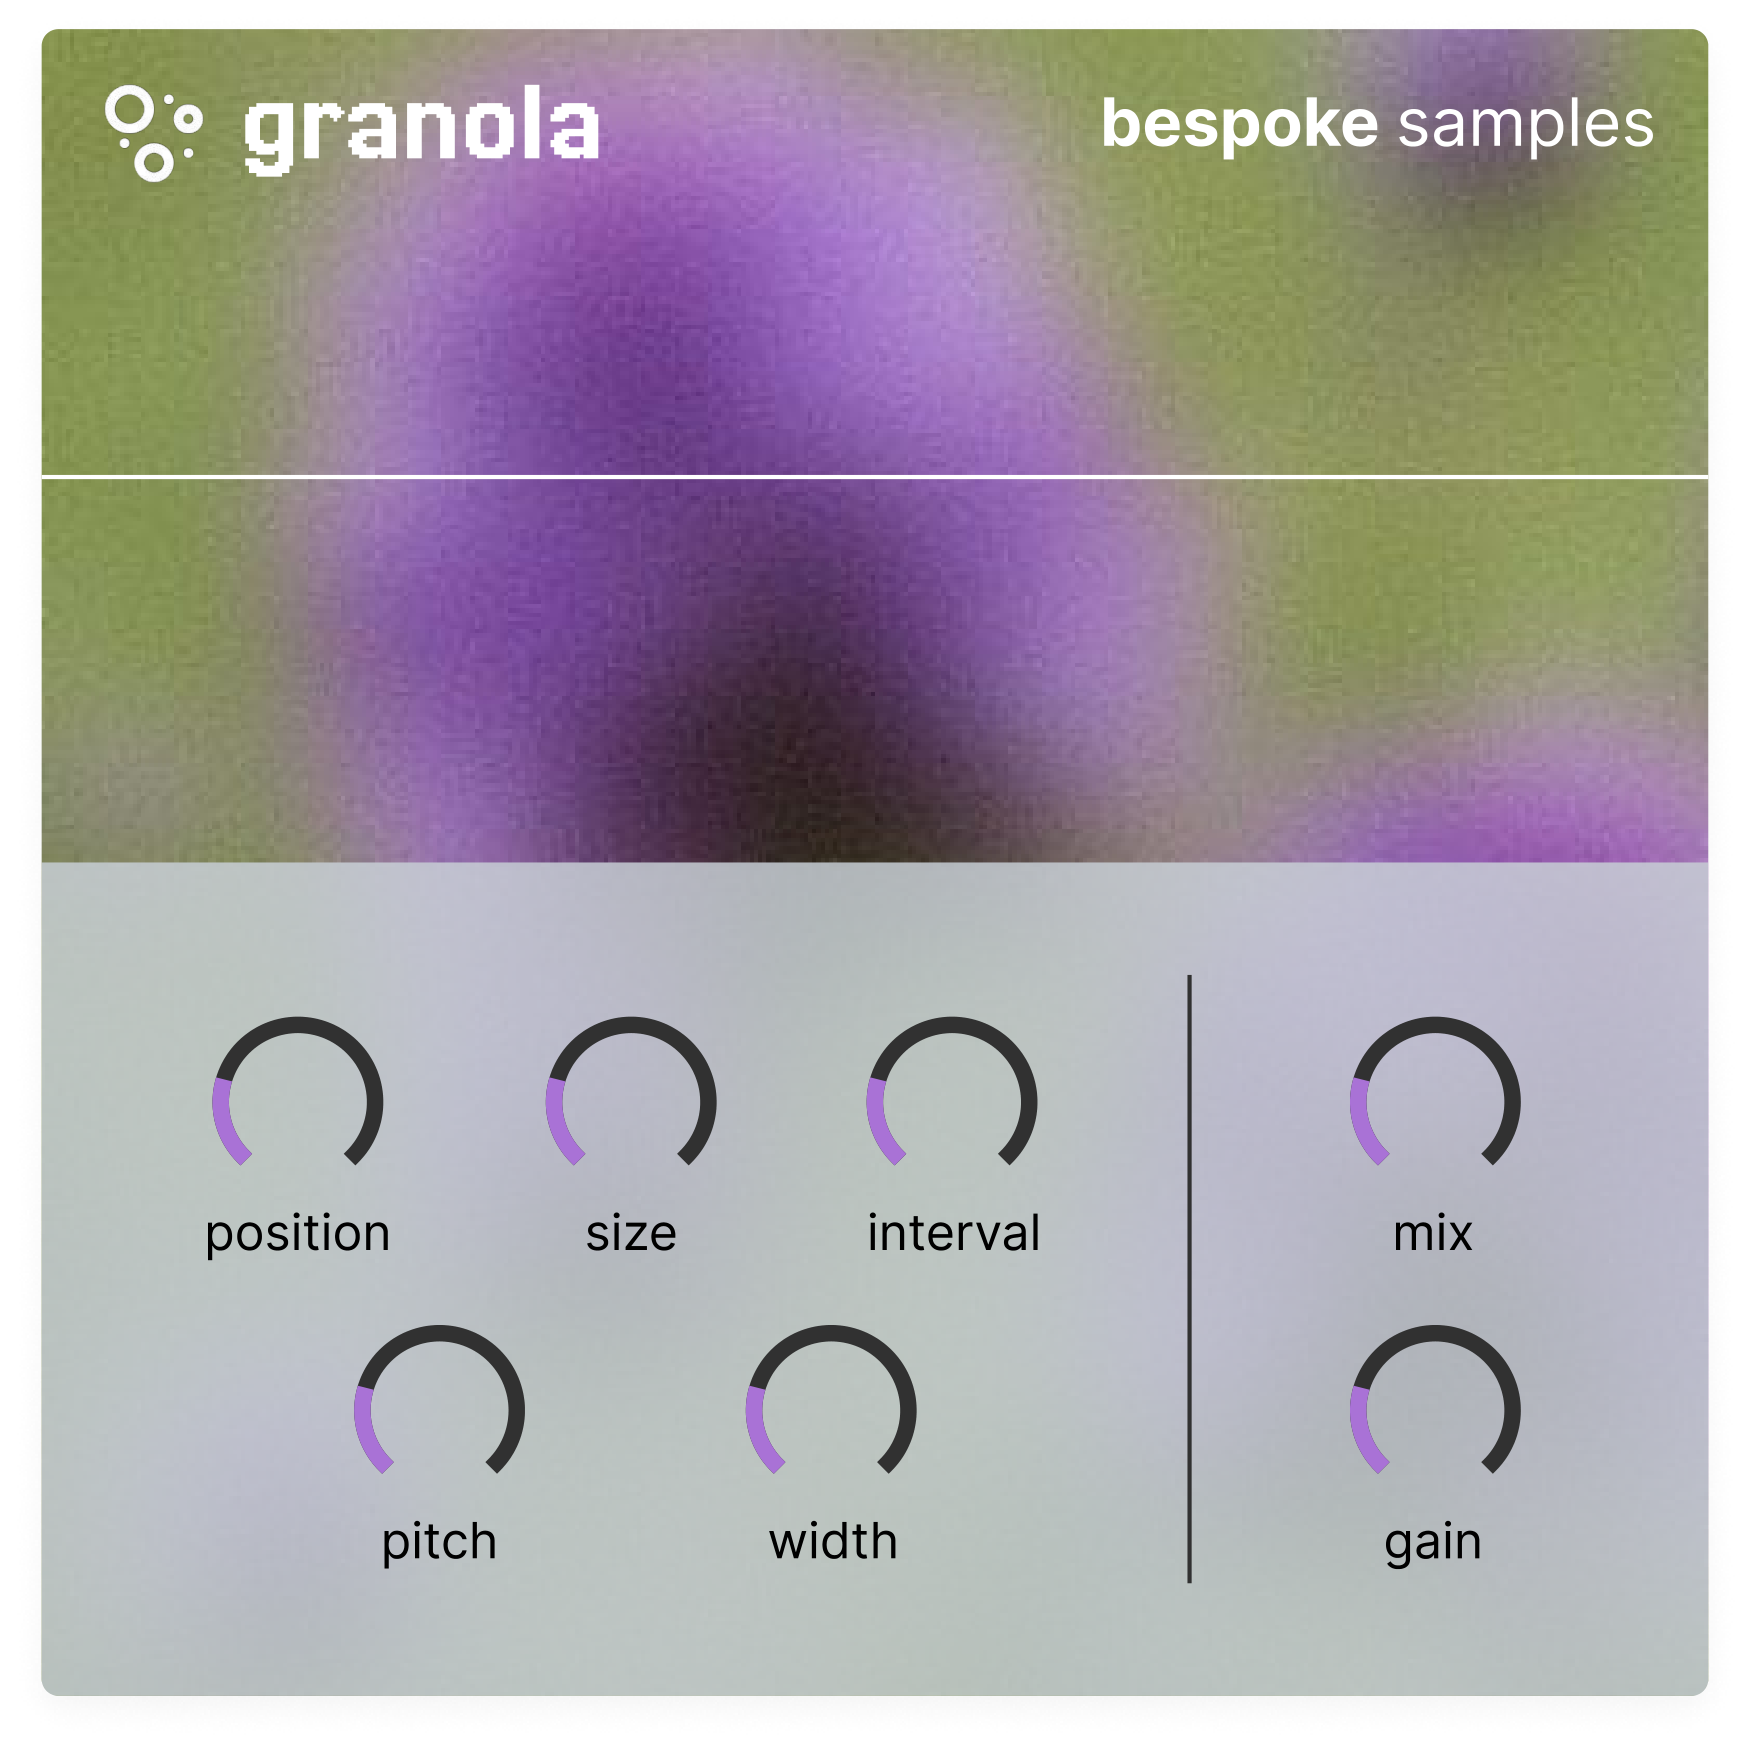 granola
bespoke samples
position
size
interval
mix
pitch
width
gain